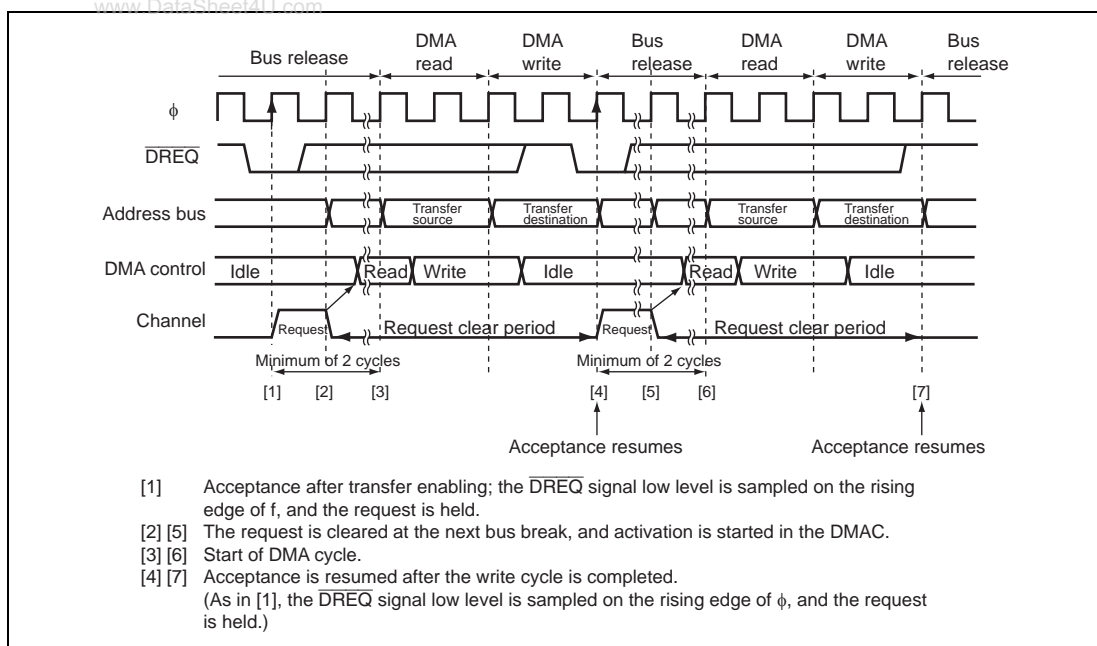 www.DataSheet4U.com
DMA DMA Bus DMA DMA Bus
Bus release read write release read write release
ϕ
DREQ
Address bus Transfer source Transfer destination Transfer source Transfer destination
DMA control Idle Read Write Idle Read Write Idle
Channel Request Request clear period Request Request clear period
Minimum of 2 cycles Minimum of 2 cycles
[1] [2] [3] [4] [5] [6] [7]
Acceptance resumes Acceptance resumes
[1] Acceptance after transfer enabling; the DREQ signal low level is sampled on the rising
edge of f, and the request is held.
[2] [5] The request is cleared at the next bus break, and activation is started in the DMAC.
[3] [6] Start of DMA cycle.
[4] [7] Acceptance is resumed after the write cycle is completed.
(As in [1], the DREQ signal low level is sampled on the rising edge of ϕ, and the request
is held.)